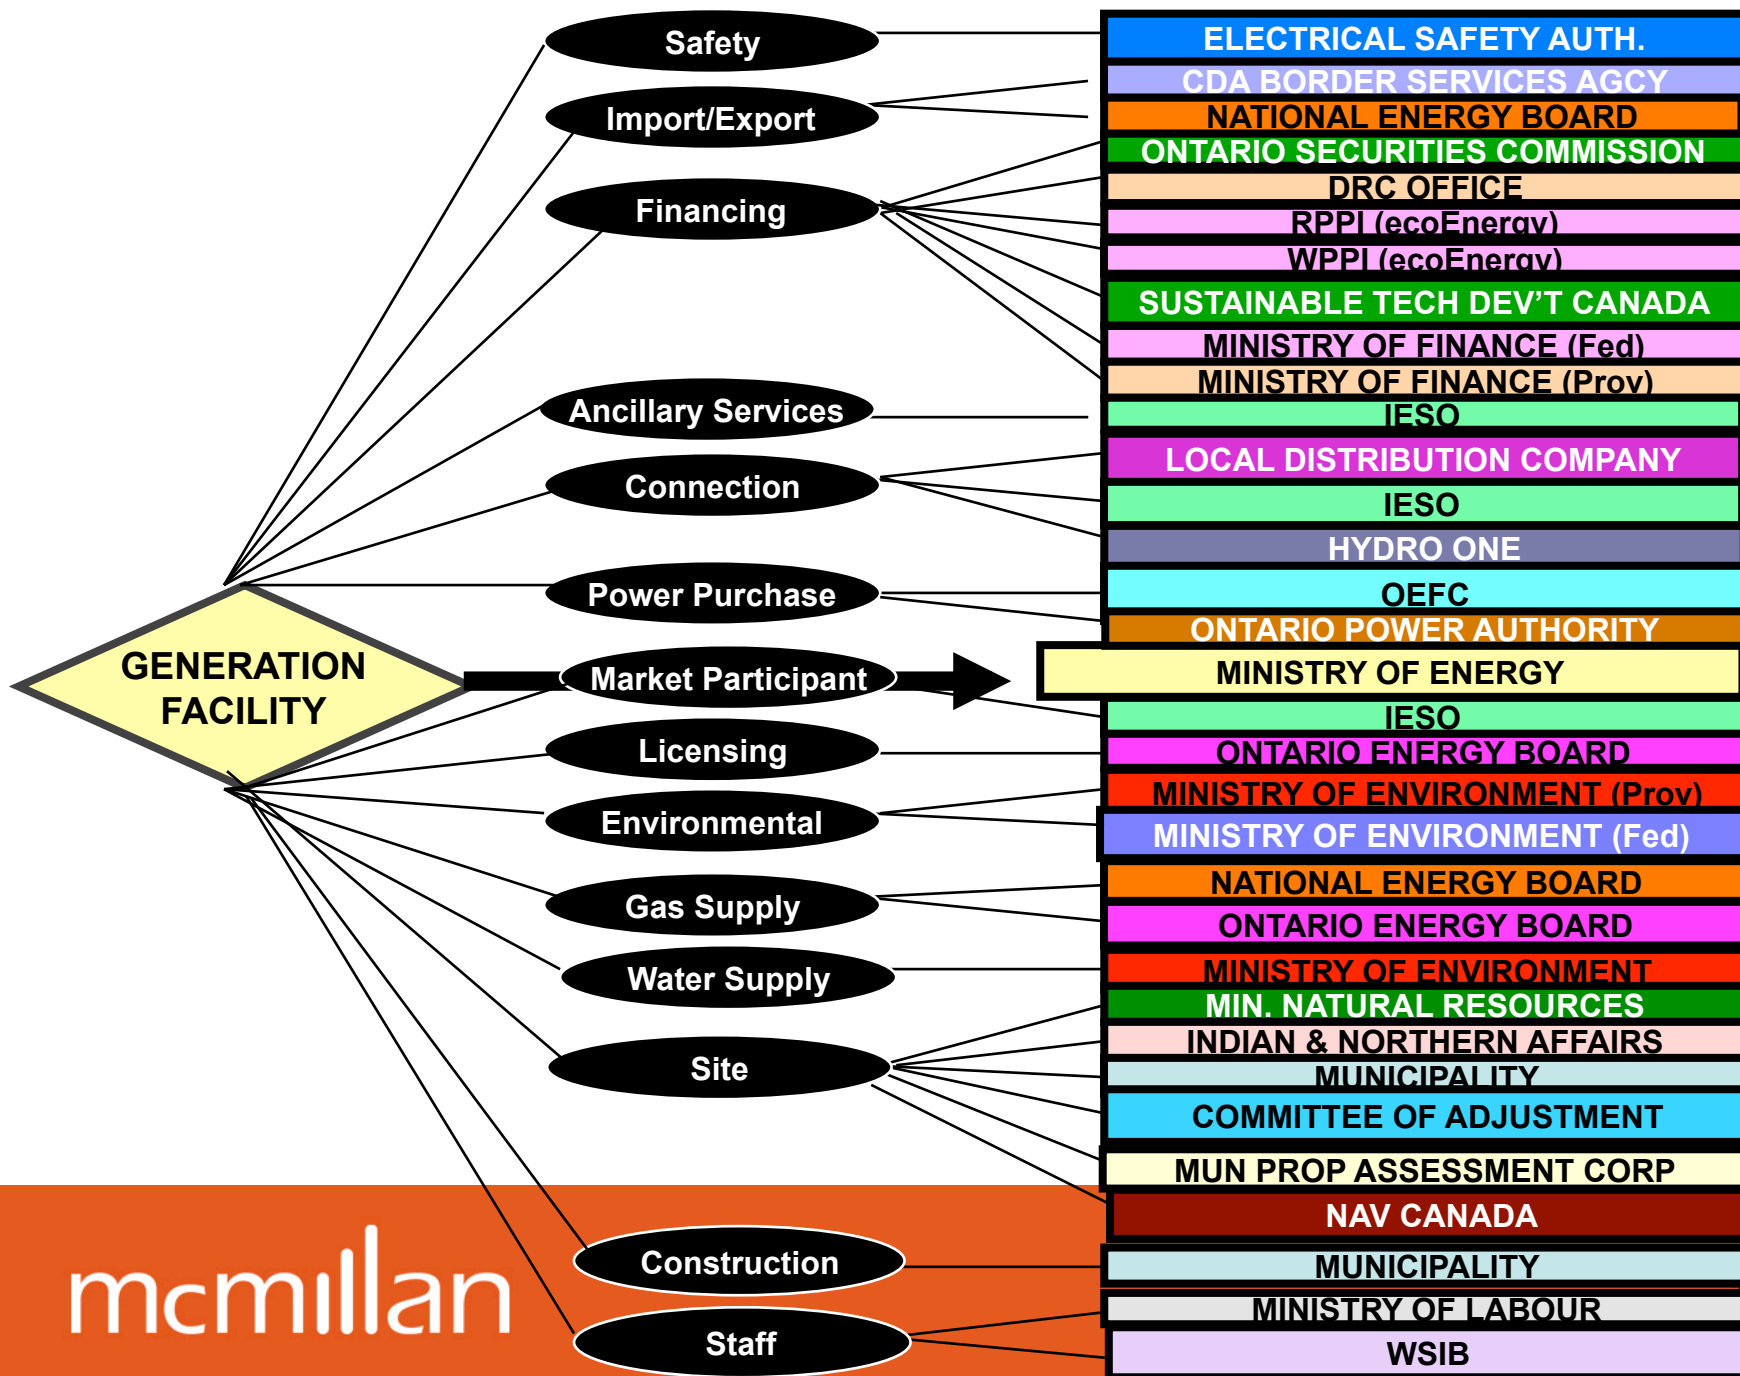 Safety
Import/Export
Financing
Ancillary Services
Connection
Power Purchase
GENERATION
FACILITY
Market Participant
Licensing
Environmental
Gas Supply
Water Supply
Site
Construction
Staff
ELECTRICAL SAFETY AUTH.
CDA BORDER SERVICES AGCY
NATIONAL ENERGY BOARD
ONTARIO SECURITIES COMMISSION
DRC OFFICE
RPPI (ecoEnergy)
WPPI (ecoEnergy)
SUSTAINABLE TECH DEV’T CANADA
MINISTRY OF FINANCE (Fed)
MINISTRY OF FINANCE (Prov)
IESO
LOCAL DISTRIBUTION COMPANY
IESO
HYDRO ONE
OEFC
ONTARIO POWER AUTHORITY
MINISTRY OF ENERGY
IESO
ONTARIO ENERGY BOARD
MINISTRY OF ENVIRONMENT (Prov)
MINISTRY OF ENVIRONMENT (Fed)
NATIONAL ENERGY BOARD
ONTARIO ENERGY BOARD
MINISTRY OF ENVIRONMENT
MIN. NATURAL RESOURCES
INDIAN & NORTHERN AFFAIRS
MUNICIPALITY
COMMITTEE OF ADJUSTMENT
MUN PROP ASSESSMENT CORP
NAV CANADA
MUNICIPALITY
MINISTRY OF LABOUR
WSIB
mcmillan